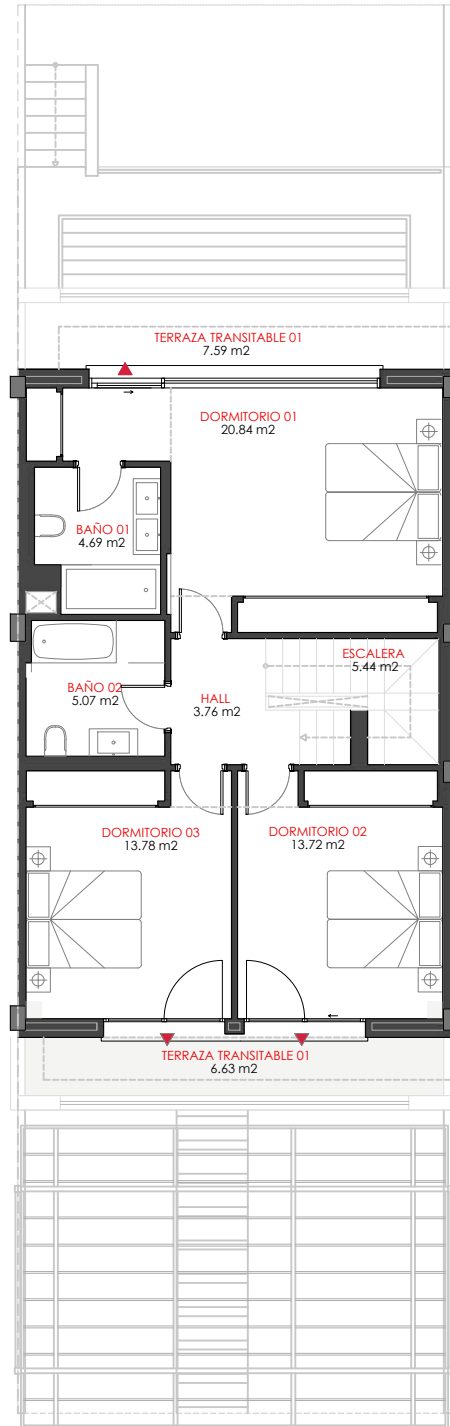 TERRAZA TRANSITABLE 01
7.59 m2
DORMITORIO 01
20.84 m2
BAÑO 01
4.69 m2
ESCALERA
5.44 m2
BAÑO 02
5.07 m2
HALL
3.76 m2
DORMITORIO 03
13.78 m2
DORMITORIO 02
13.72 m2
TERRAZA TRANSITABLE 01
6.63 m2